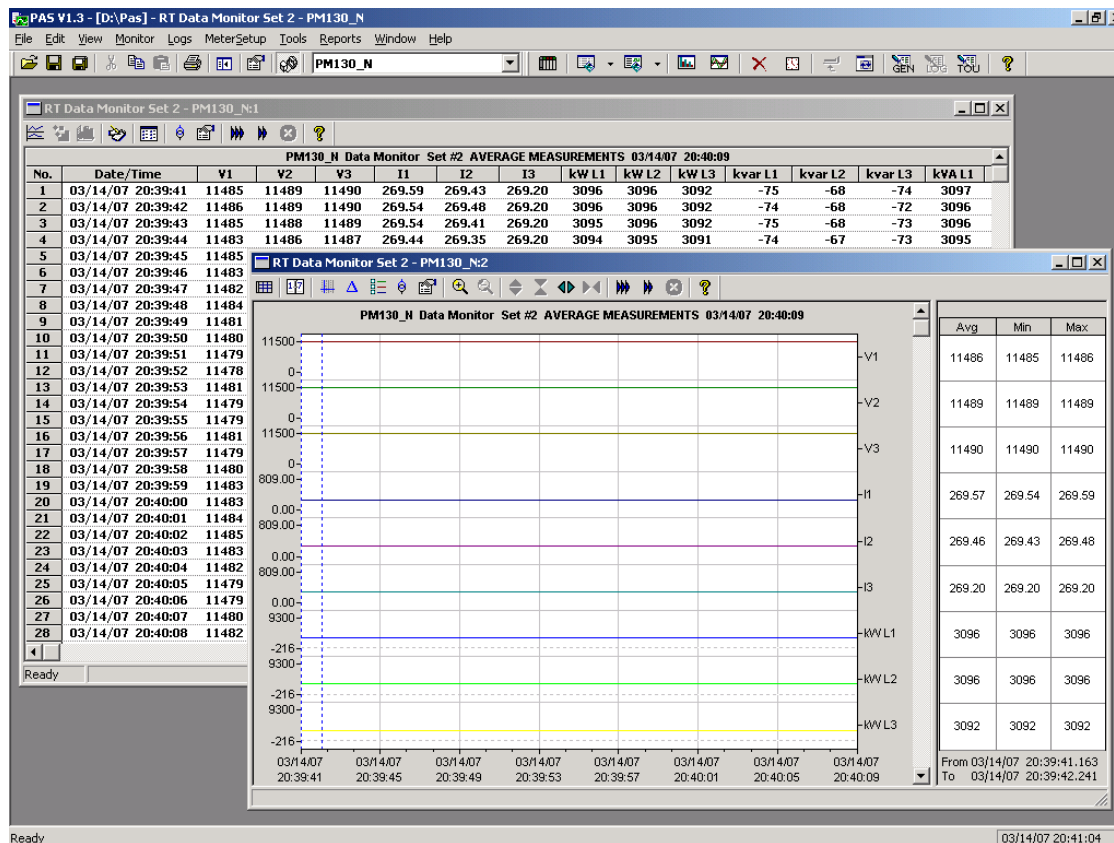 PAS V1.3 - [D:\Pas] - RT Data Monitor Set 2 - PM130_N
File Edit View Monitor Logs MeterSetup Tools Reports Window Help
PM130_N GEN LOG TOU
RT Data Monitor Set 2 - PM130_N:1
PM130_N Data Monitor Set #2 AVERAGE MEASUREMENTS 03/14/07 20:40:09
No. Date/Time V1 V2 V3 I1 I2 I3 kW L1 kW L2 kW L3 kvar L1 kvar L2 kvar L3 kVA L1
1 03/14/07 20:39:41 11485 11489 11490 269.59 269.43 269.20 3096 3096 3092 -75 -68 -74 3097
2 03/14/07 20:39:42 11486 11489 11490 269.54 269.48 269.20 3096 3096 3092 -74 -68 -72 3096
3 03/14/07 20:39:43 11485 11488 11489 269.54 269.41 269.20 3095 3096 3092 -75 -68 -73 3096
4 03/14/07 20:39:44 11483 11486 11487 269.44 269.35 269.20 3094 3095 3091 -74 -67 -73 3095
5 03/14/07 20:39:45 11485
6 03/14/07 20:39:46 11483
7 03/14/07 20:39:47 11482
8 03/14/07 20:39:48 11484
9 03/14/07 20:39:49 11481
10 03/14/07 20:39:50 11480
11 03/14/07 20:39:51 11479
12 03/14/07 20:39:52 11478
13 03/14/07 20:39:53 11481
14 03/14/07 20:39:54 11479
15 03/14/07 20:39:55 11479
16 03/14/07 20:39:56 11481
17 03/14/07 20:39:57 11479
18 03/14/07 20:39:58 11480
19 03/14/07 20:39:59 11483
20 03/14/07 20:40:00 11483
21 03/14/07 20:40:01 11484
22 03/14/07 20:40:02 11485
23 03/14/07 20:40:03 11483
24 03/14/07 20:40:04 11482
25 03/14/07 20:40:05 11479
26 03/14/07 20:40:06 11479
27 03/14/07 20:40:07 11480
28 03/14/07 20:40:08 11482
Ready
RT Data Monitor Set 2 - PM130_N:2
PM130_N Data Monitor Set #2 AVERAGE MEASUREMENTS 03/14/07 20:40:09
Avg Min Max
11500
0
V1 11486 11485 11486
11500
0
V2 11489 11489 11489
11500
0
V3 11490 11490 11490
809.00
0.00
I1 269.57 269.54 269.59
809.00
0.00
I2 269.46 269.43 269.48
809.00
0.00
I3 269.20 269.20 269.20
9300
-216
kW L1 3096 3096 3096
9300
-216
kW L2 3096 3096 3096
9300
-216
kW L3 3092 3092 3092
03/14/07 03/14/07 03/14/07 03/14/07 03/14/07 03/14/07 03/14/07 03/14/07
20:39:41 20:39:45 20:39:49 20:39:53 20:39:57 20:40:01 20:40:05 20:40:09
From 03/14/07 20:39:41.163
To 03/14/07 20:39:42.241
Ready 03/14/07 20:41:04